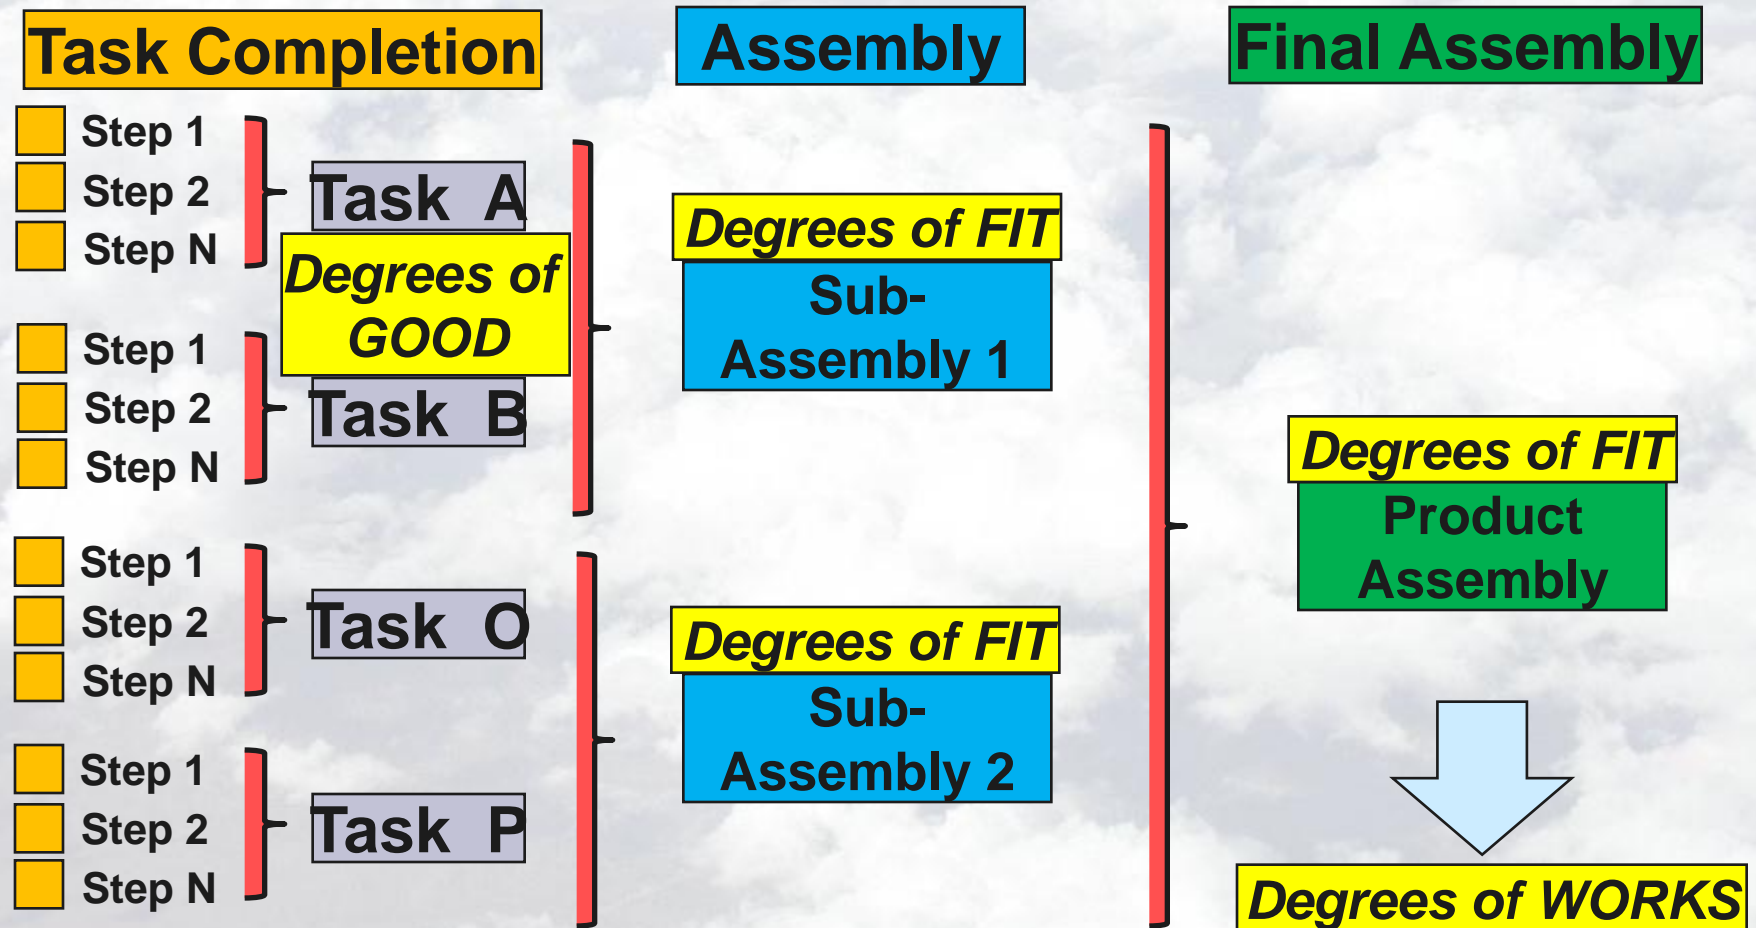 Task Completion
Assembly
Final Assembly
Step 1
Step 2
Step N
Task A
Degrees of
GOOD
Step 1
Step 2
Step N
Task B
Step 1
Step 2
Step N
Task O
Step 1
Step 2
Step N
Task P
Degrees of FIT
Sub-
Assembly 1
Degrees of FIT
Sub-
Assembly 2
Degrees of FIT
Product
Assembly
Degrees of WORKS